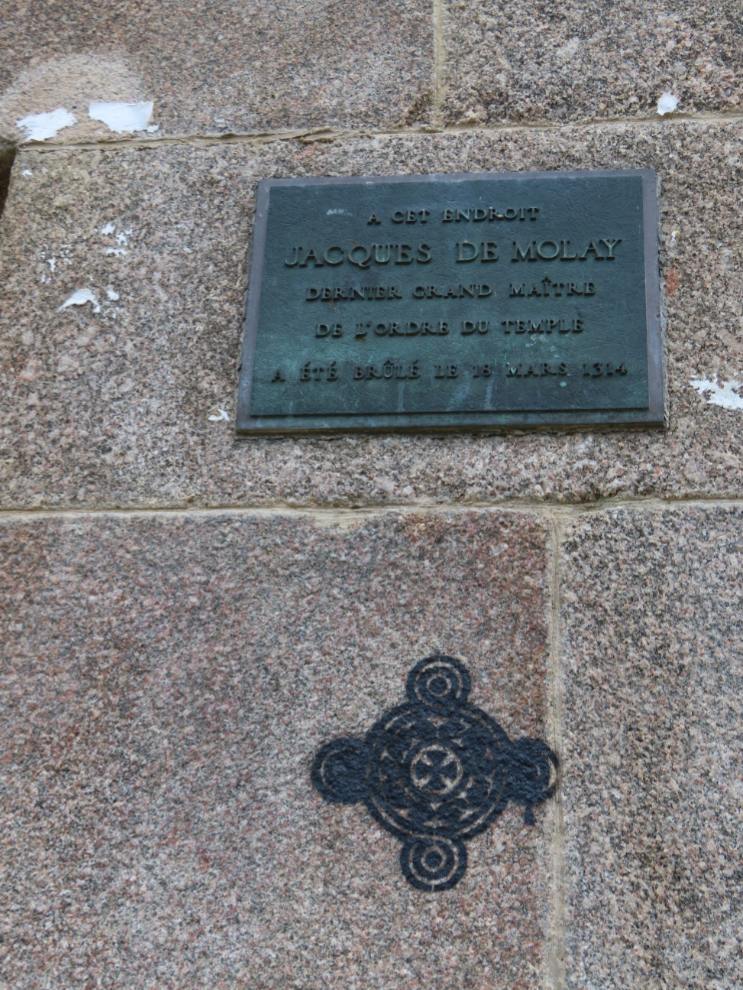 A CET ENDROIT
JACQUES DE MOLAY
DERNIER GRAND MAÎTRE
DE L'ORDRE DU TEMPLE
A ÉTÉ BRÛLÉ LE 18 MARS 1314